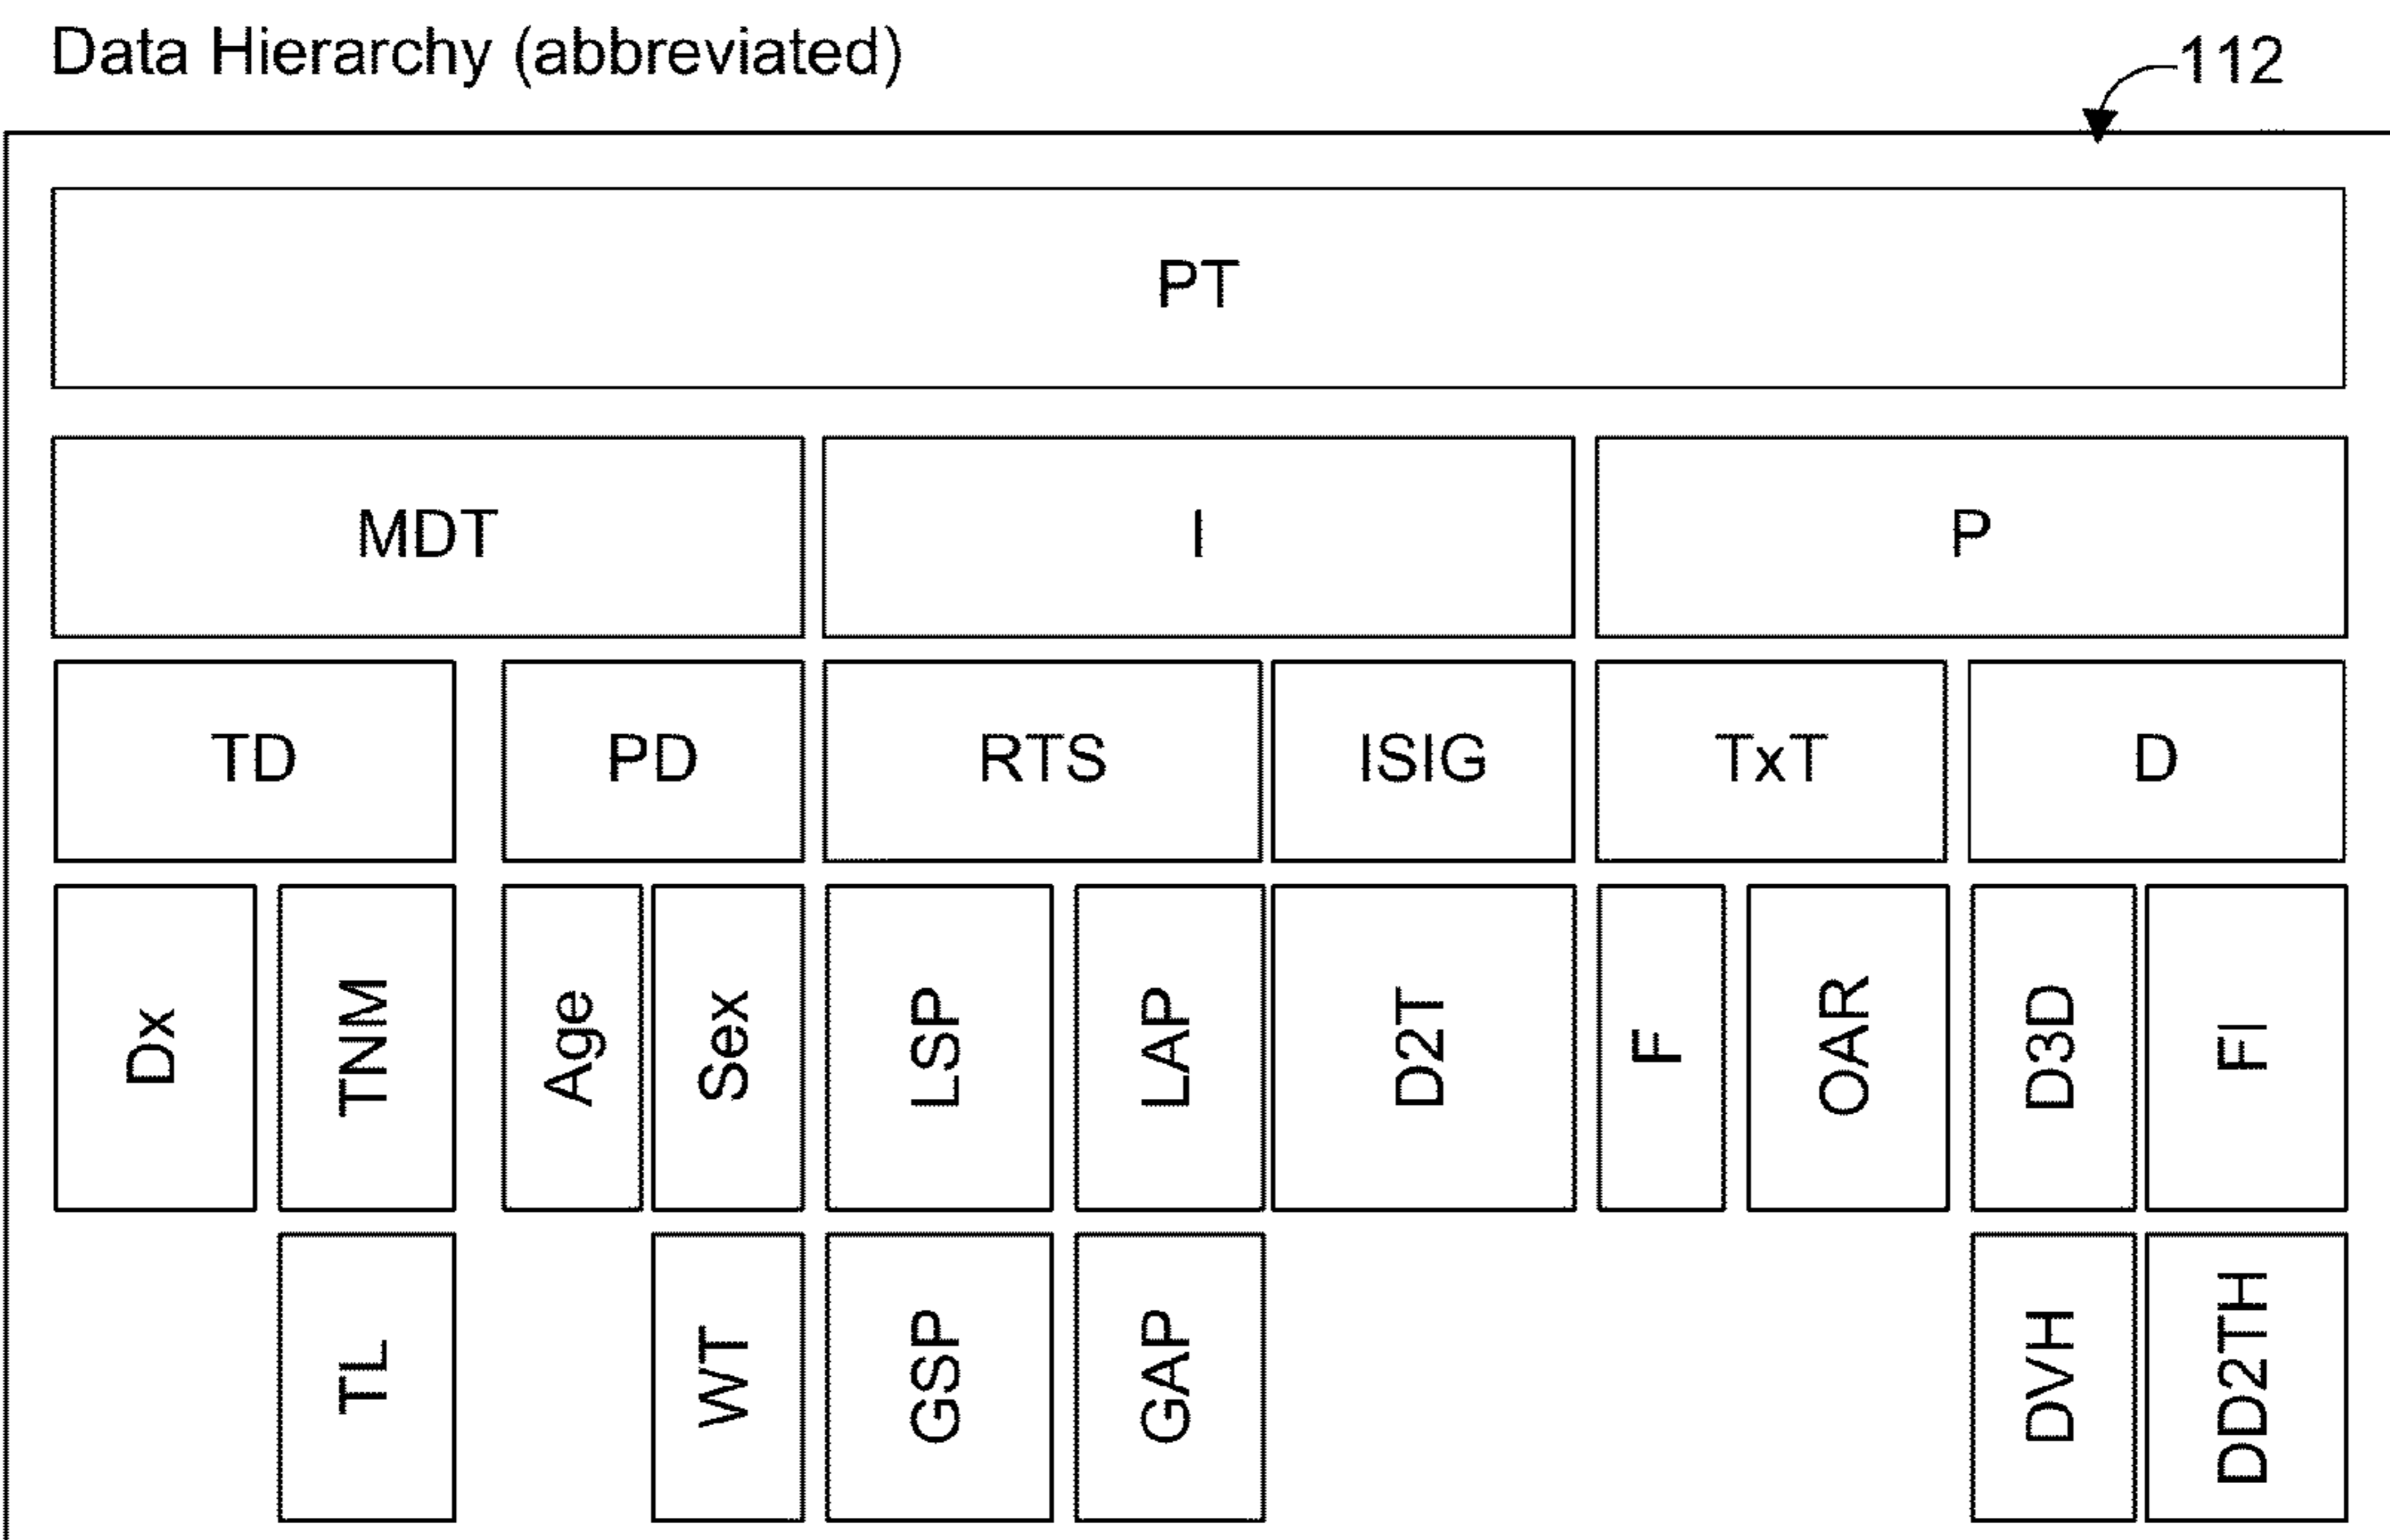 Data Hierarchy (abbreviated)
112
PT
MDT I P
TD PD RTS ISIG TxT D
Dx TNM Age Sex LSP LAP D2T F OAR D3D FI
TL WT GSP GAP DVH DD2TH